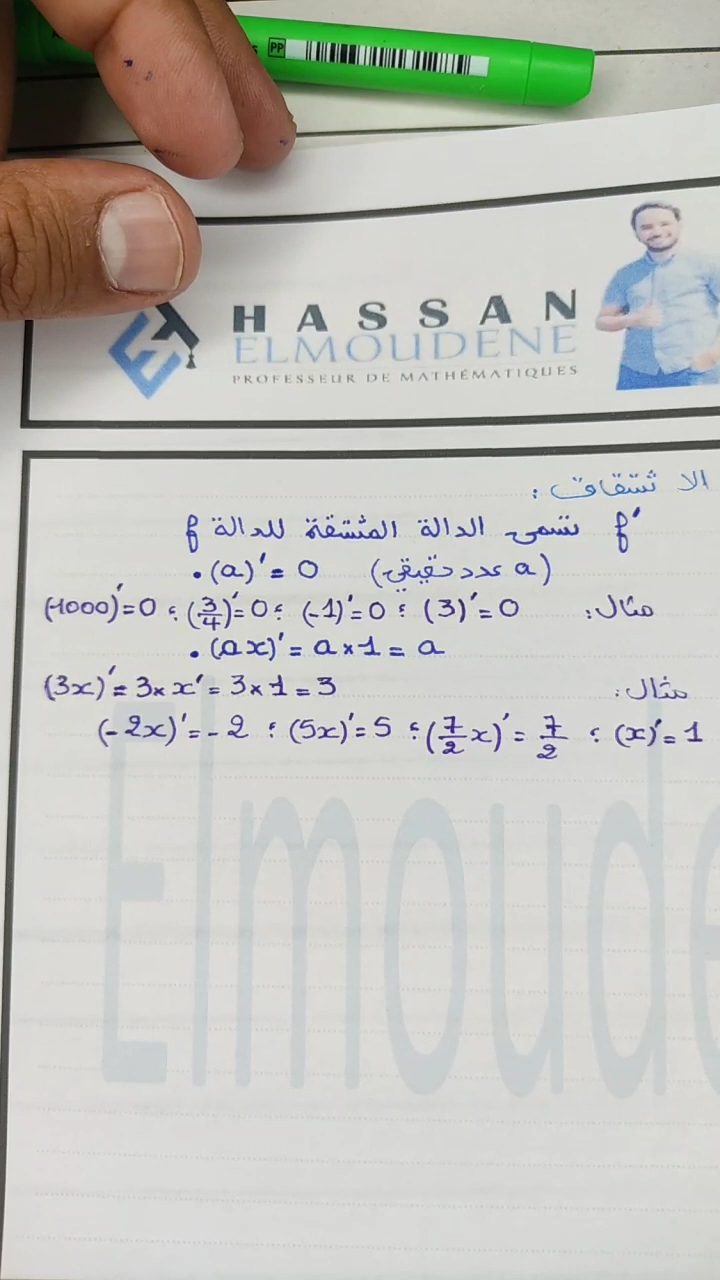 PP
HASSAN
ELMOUDENE
PROFESSEUR DE MATHÉMATIQUES
الاشتقاق :
f' تسمى الدالة المشتقة للدالة f
• (a)' = 0 (a عدد حقيقي)
مثال: (3)' = 0 ؛ (-1)' = 0 ؛ (3/4)' = 0 ؛ (-1000)' = 0
• (ax)' = a × 1 = a
مثال: (3x)' = 3 × x' = 3 × 1 = 3
(x)' = 1 ؛ (7/2 x)' = 7/2 ؛ (5x)' = 5 ؛ (-2x)' = -2
Elmoude